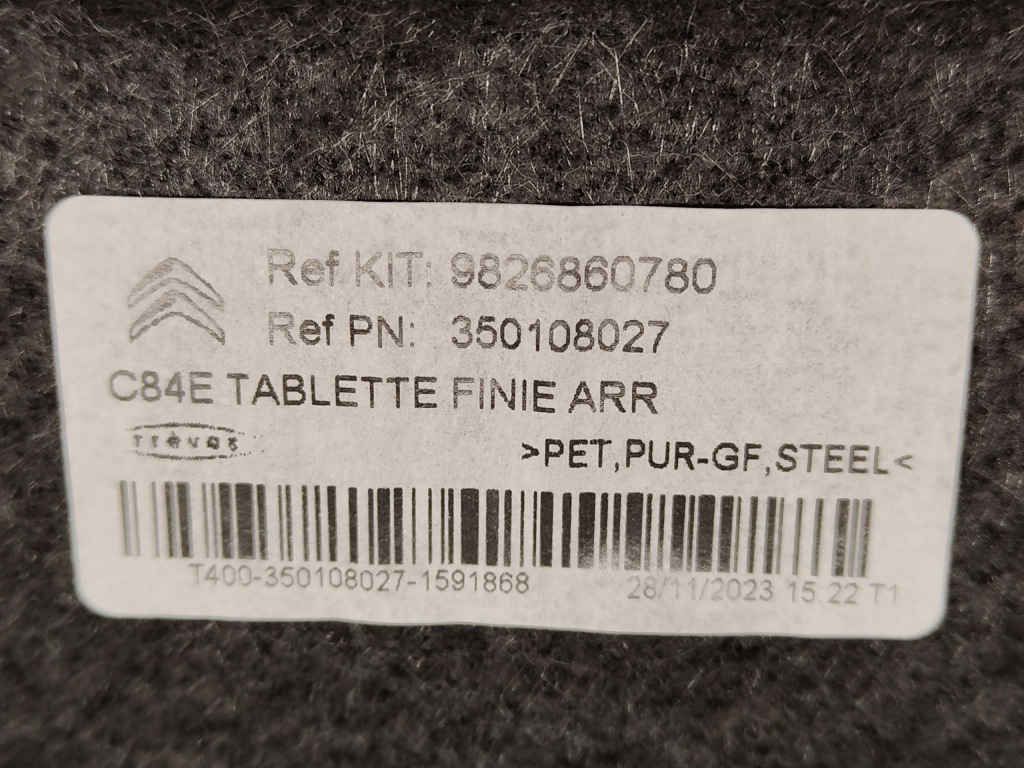 Ref KIT: 9826860780
Ref PN: 350108027
C84E TABLETTE FINIE ARR
>PET,PUR-GF,STEEL<
T400-350108027-1591868
28/11/2023 15:22 T1